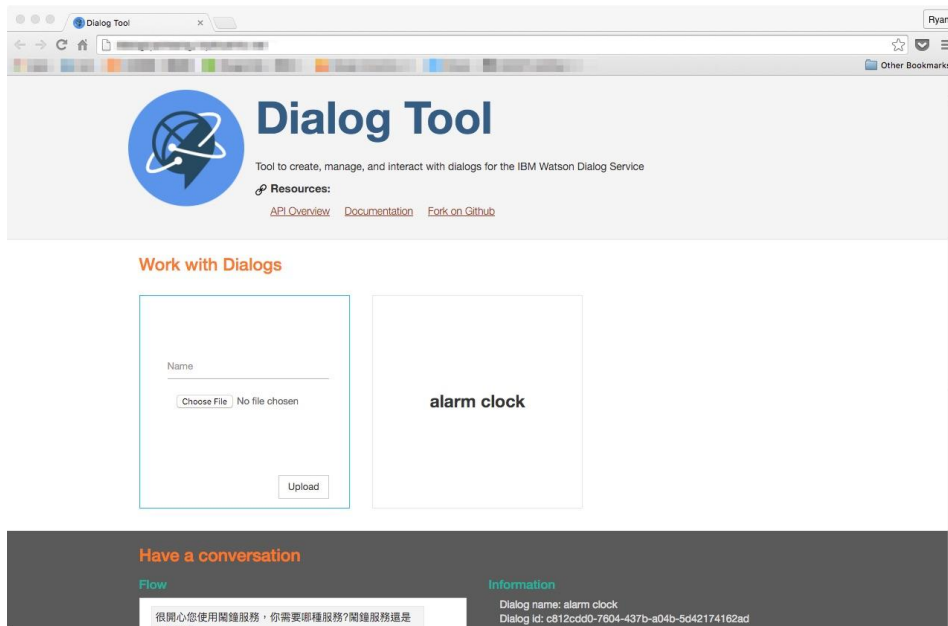 Dialog Tool
Ryan
Other Bookmarks
Dialog Tool
Tool to create, manage, and interact with dialogs for the IBM Watson Dialog Service
Resources:
API Overview Documentation Fork on Github
Work with Dialogs
Name
Choose File No file chosen
Upload
alarm clock
Have a conversation
Flow
很開心您使用鬧鐘服務，你需要哪種服務?鬧鐘服務還是
Information
Dialog name: alarm clock
Dialog id: c812cdd0-7604-437b-a04b-5d42174162ad